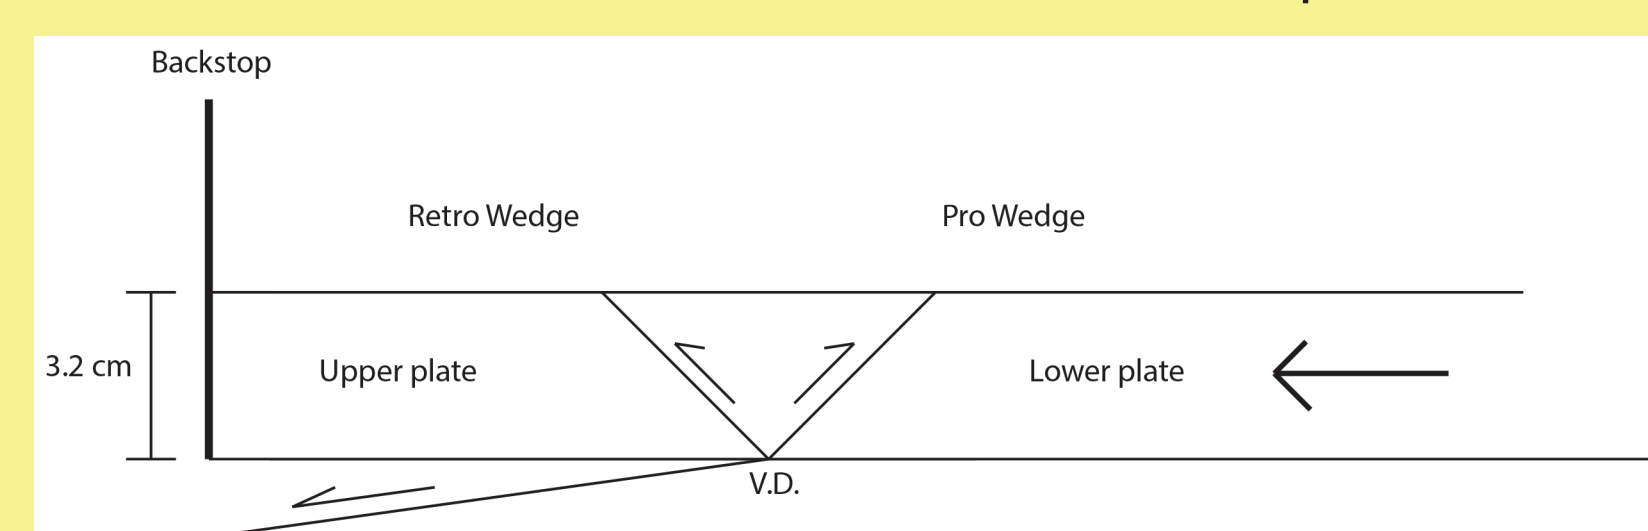 Backstop
Retro Wedge
Pro Wedge
3.2 cm
Upper plate
Lower plate
V.D.